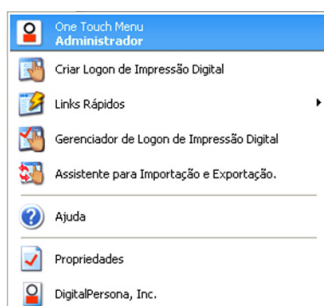 One Touch Menu
Administrador
Criar Logon de Impressão Digital
Links Rápidos
Gerenciador de Logon de Impressão Digital
Assistente para Importação e Exportação.
Ajuda
Propriedades
DigitalPersona, Inc.